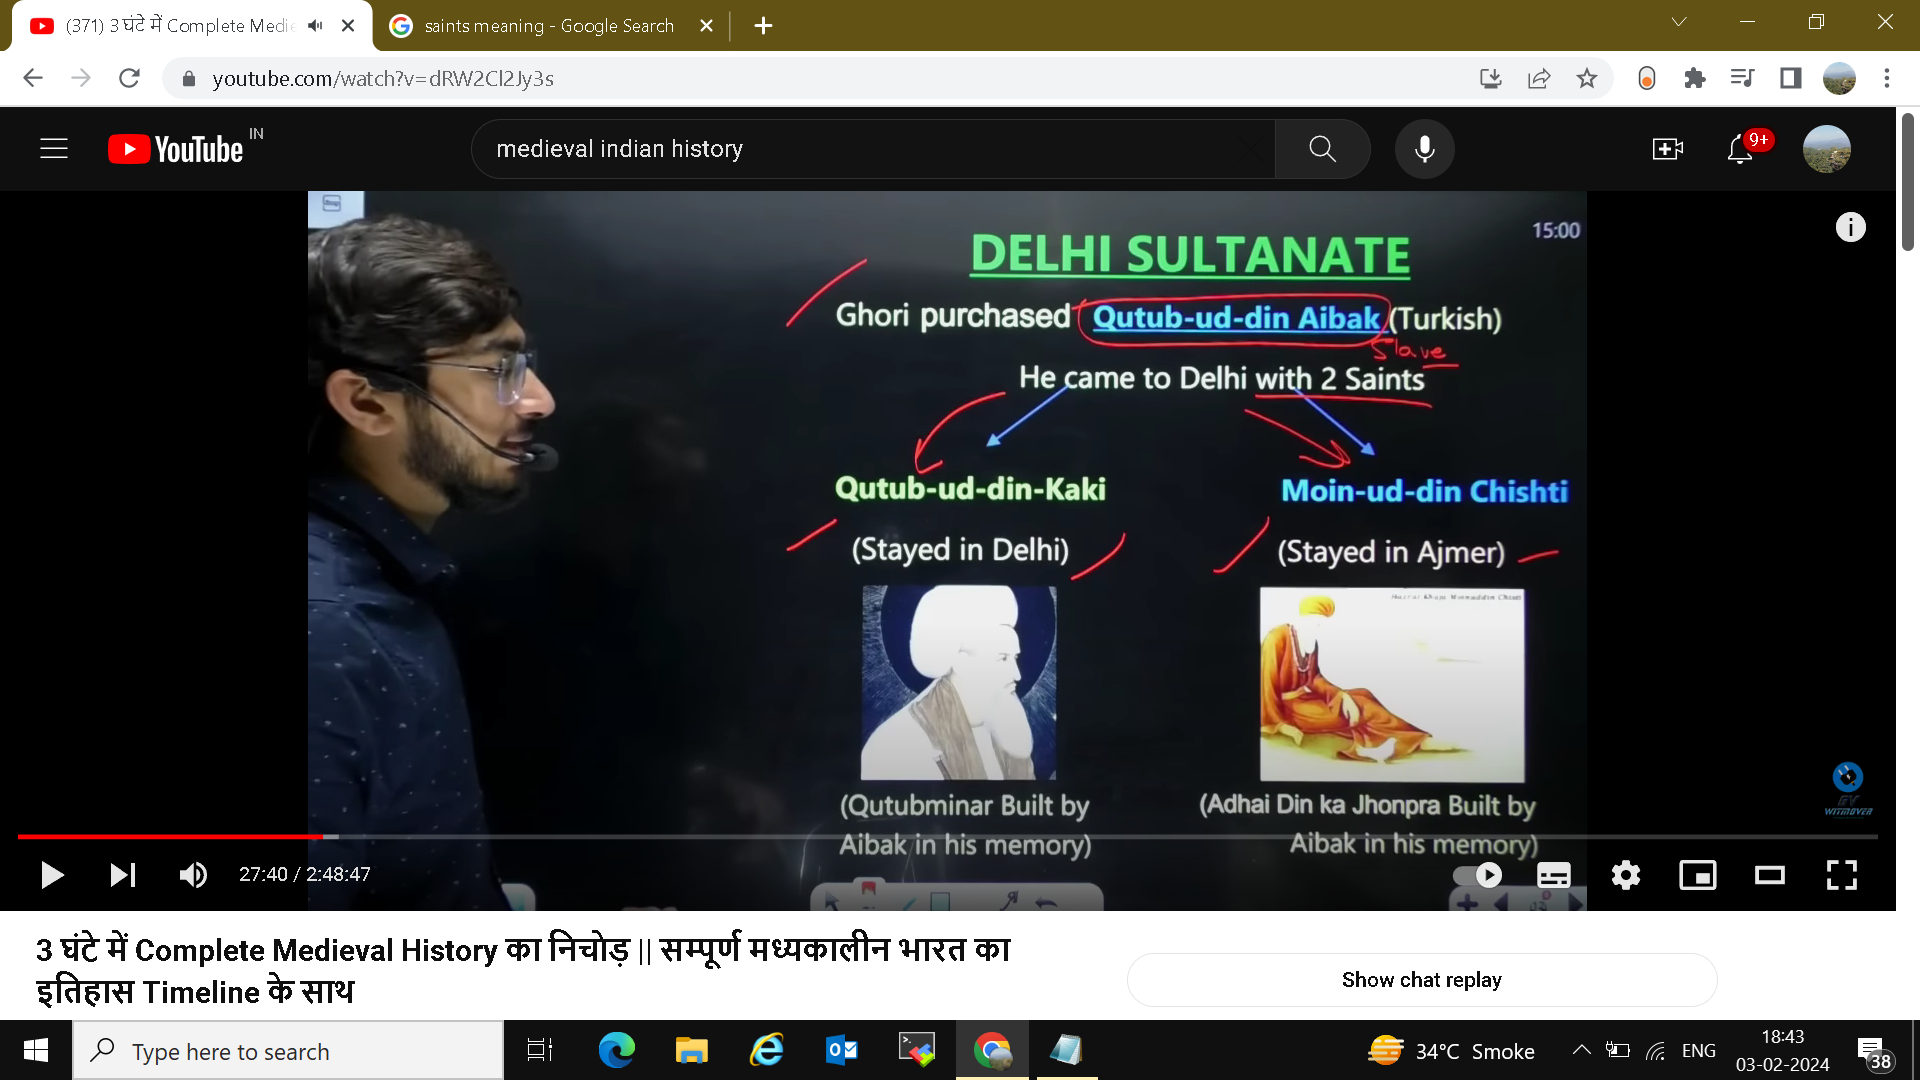 (371) 3 घंटे में Complete Medie
saints meaning - Google Search
youtube.com/watch?v=dRW2Cl2Jy3s
YouTube
IN
medieval indian history
9+
15:00
DELHI SULTANATE
Ghori purchased Qutub-ud-din Aibak (Turkish)
Slave
He came to Delhi with 2 Saints
Qutub-ud-din-Kaki
Moin-ud-din Chishti
(Stayed in Delhi)
(Stayed in Ajmer)
(Qutubminar Built by
Aibak in his memory)
(Adhai Din ka Jhonpra Built by
Aibak in his memory)
27:40 / 2:48:47
3 घंटे में Complete Medieval History का निचोड़ || सम्पूर्ण मध्यकालीन भारत का
इतिहास Timeline के साथ
Show chat replay
Type here to search
34°C Smoke
ENG
18:43
03-02-2024
38